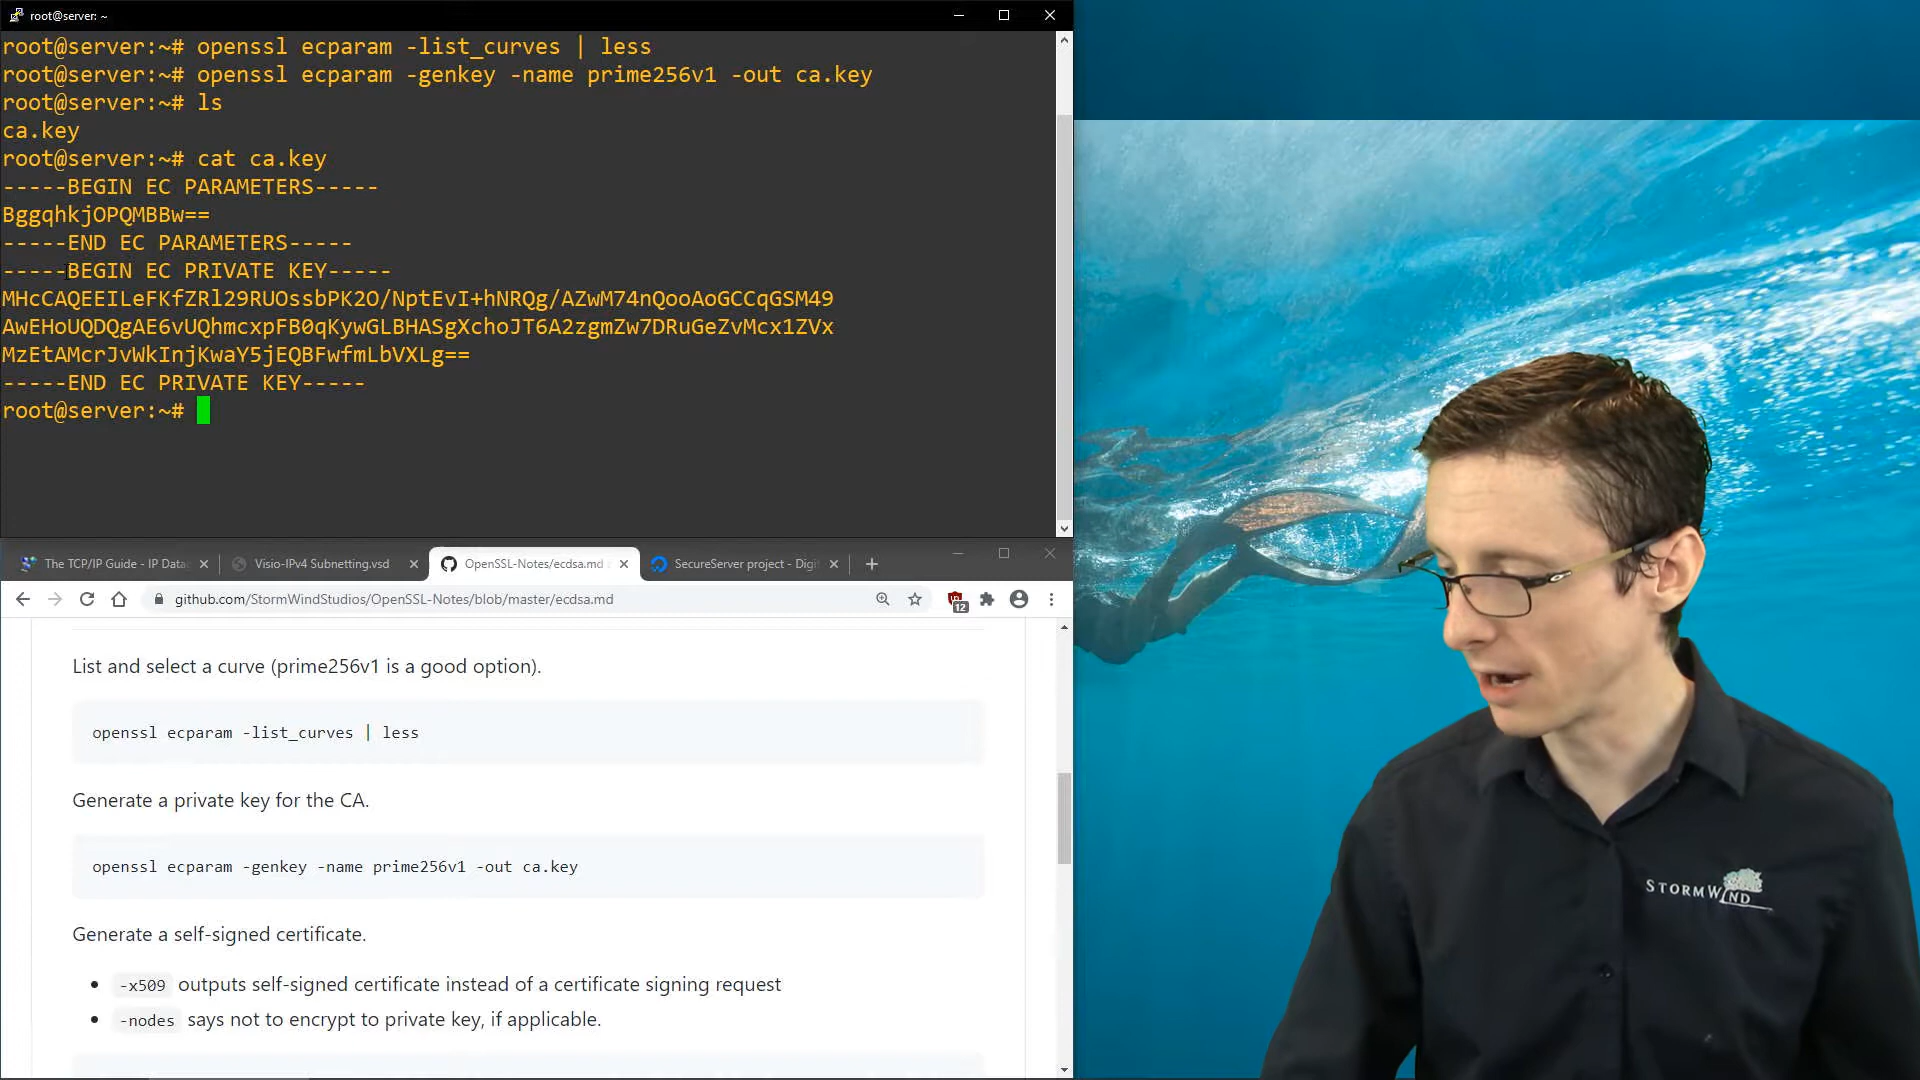 root@server: ~
root@server:~# openssl ecparam -list_curves | less
root@server:~# openssl ecparam -genkey -name prime256v1 -out ca.key
root@server:~# ls
ca.key
root@server:~# cat ca.key
-----BEGIN EC PARAMETERS-----
BggqhkjOPQMBBw==
-----END EC PARAMETERS-----
-----BEGIN EC PRIVATE KEY-----
MHcCAQEEILeFKfZRl29RUOssbPK2O/NptEvI+hNRQg/AZwM74nQooAoGCCqGSM49
AwEHoUQDQgAE6vUQhmcxpFB0qKywGLBHASgXchoJT6A2zgmZw7DRuGeZvMcx1ZVx
MzEtAMcrJvWkInjKwaY5jEQBFwfmLbVXLg==
-----END EC PRIVATE KEY-----
root@server:~#
The TCP/IP Guide - IP Data
Visio-IPv4 Subnetting.vsd
OpenSSL-Notes/ecdsa.md
SecureServer project - Digit
github.com/StormWindStudios/OpenSSL-Notes/blob/master/ecdsa.md
12
List and select a curve (prime256v1 is a good option).
openssl ecparam -list_curves | less
Generate a private key for the CA.
openssl ecparam -genkey -name prime256v1 -out ca.key
Generate a self-signed certificate.
-x509 outputs self-signed certificate instead of a certificate signing request
-nodes says not to encrypt to private key, if applicable.
STORMWIND